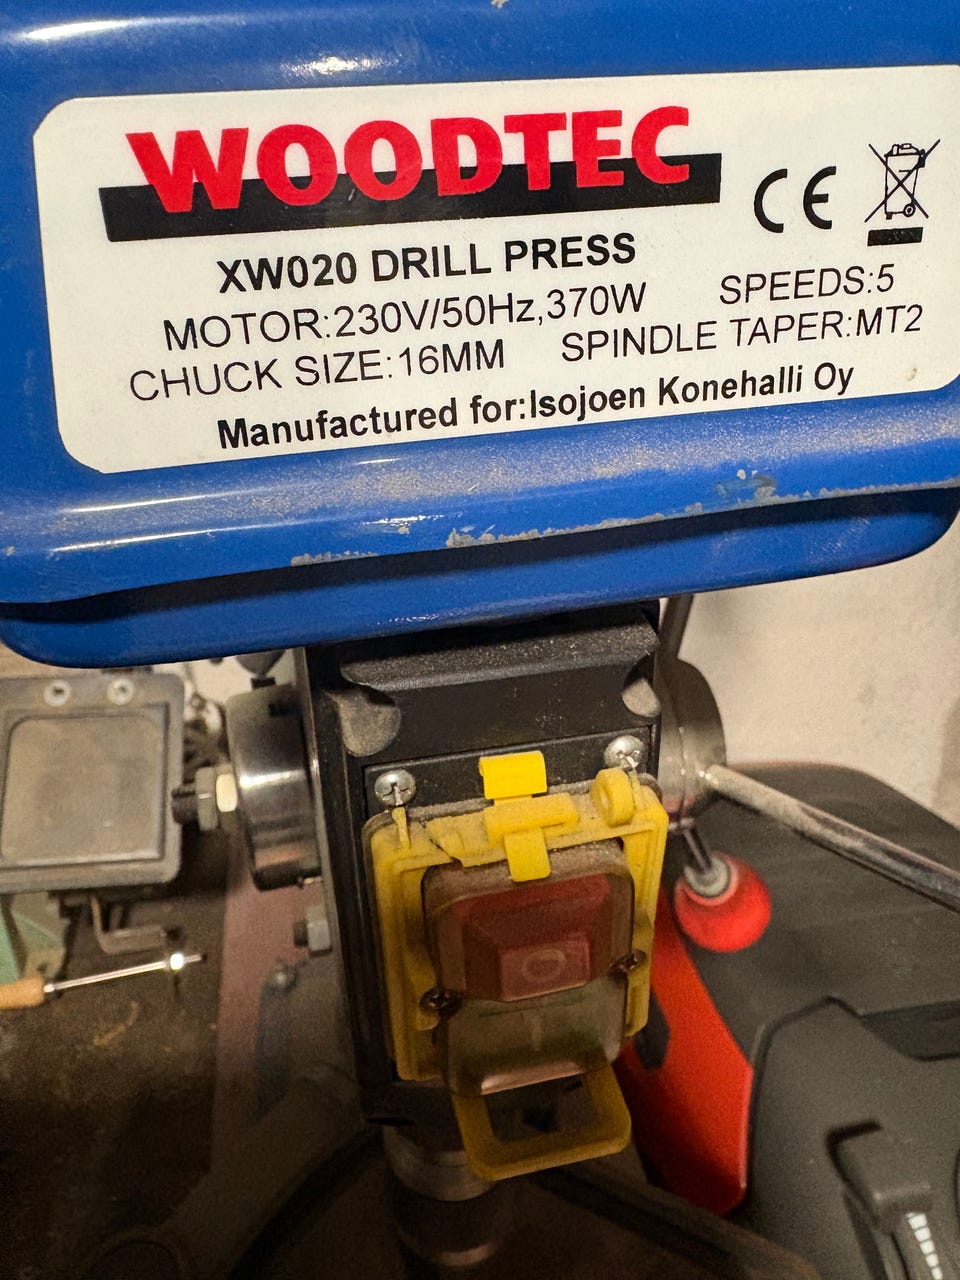 WOODTEC
CE
XW020 DRILL PRESS
MOTOR:230V/50Hz,370W SPEEDS:5
CHUCK SIZE:16MM SPINDLE TAPER:MT2
Manufactured for:Isojoen Konehalli Oy
O
I